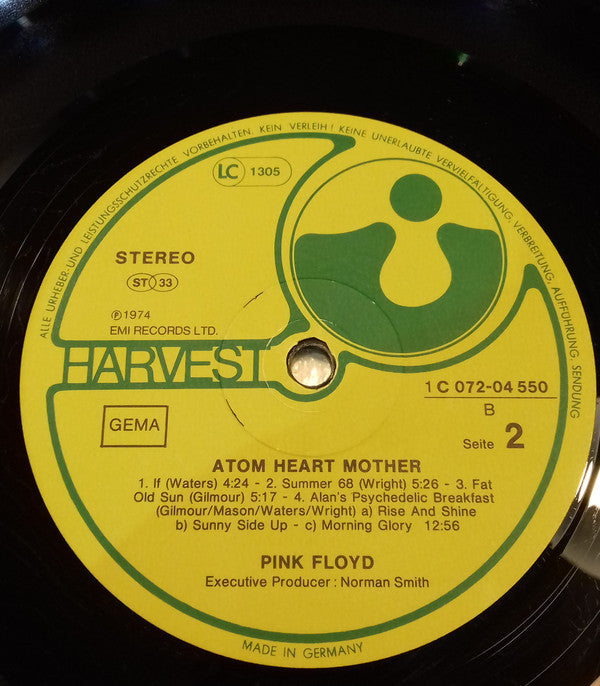 ALLE URHEBER- UND LEISTUNGSSCHUTZRECHTE VORBEHALTEN. KEIN VERLEIH! KEINE UNERLAUBTE VERVIELFÄLTIGUNG, VERBREITUNG, AUFFÜHRUNG, SENDUNG
LC 1305
STEREO
ST 33
℗ 1974
EMI RECORDS LTD.
HARVEST
1 C 072-04 550
B
GEMA
Seite 2
ATOM HEART MOTHER
1. If (Waters) 4:24 - 2. Summer 68 (Wright) 5:26 - 3. Fat
Old Sun (Gilmour) 5:17 - 4. Alan's Psychedelic Breakfast
(Gilmour/Mason/Waters/Wright) a) Rise And Shine
b) Sunny Side Up - c) Morning Glory 12:56
PINK FLOYD
Executive Producer: Norman Smith
MADE IN GERMANY